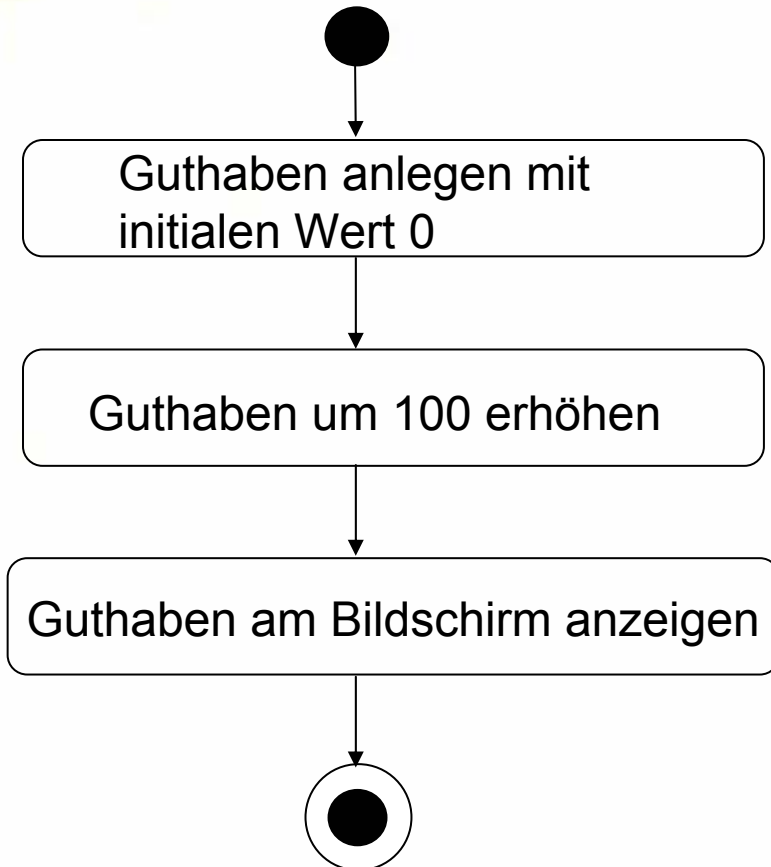 Guthaben anlegen mit
initialen Wert 0
Guthaben um 100 erhöhen
Guthaben am Bildschirm anzeigen